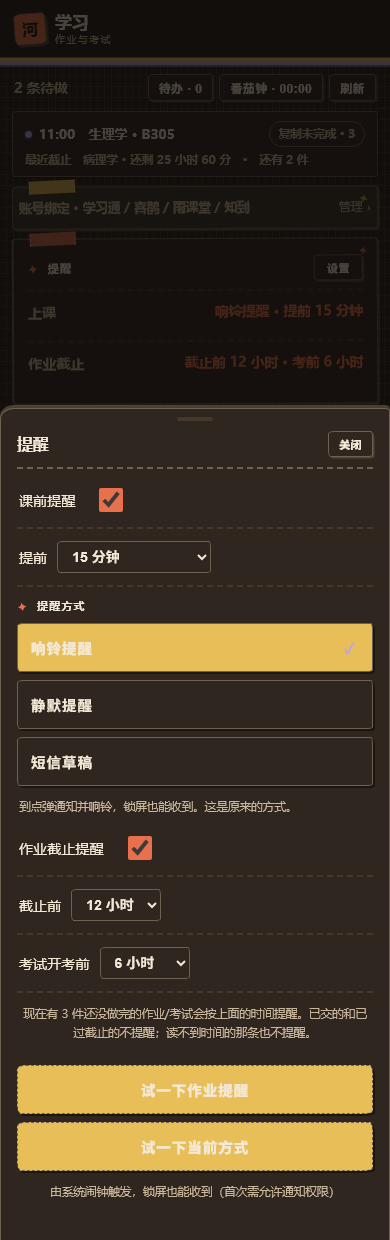 河
学习
作业与考试
2 条待做
待办 · 0
番茄钟 · 00:00
刷新
11:00 生理学 • B305
复制未完成 • 3
最近截止 病理学 • 还剩 25 小时 60 分 • 还有 2 件
账号绑定 • 学习通 / 喜鹊 / 雨课堂 / 知到
管理 ›
提醒
设置
上课
响铃提醒 • 提前 15 分钟
作业截止
截止前 12 小时 • 考前 6 小时
提醒
关闭
课前提醒
提前
15 分钟
提醒方式
响铃提醒
静默提醒
短信草稿
到点弹通知并响铃，锁屏也能收到。这是原来的方式。
作业截止提醒
截止前
12 小时
考试开考前
6 小时
现在有 3 件还没做完的作业/考试会按上面的时间提醒。已交的和已
过截止的不提醒；读不到时间的那条也不提醒。
试一下作业提醒
试一下当前方式
由系统闹钟触发，锁屏也能收到（首次需允许通知权限）